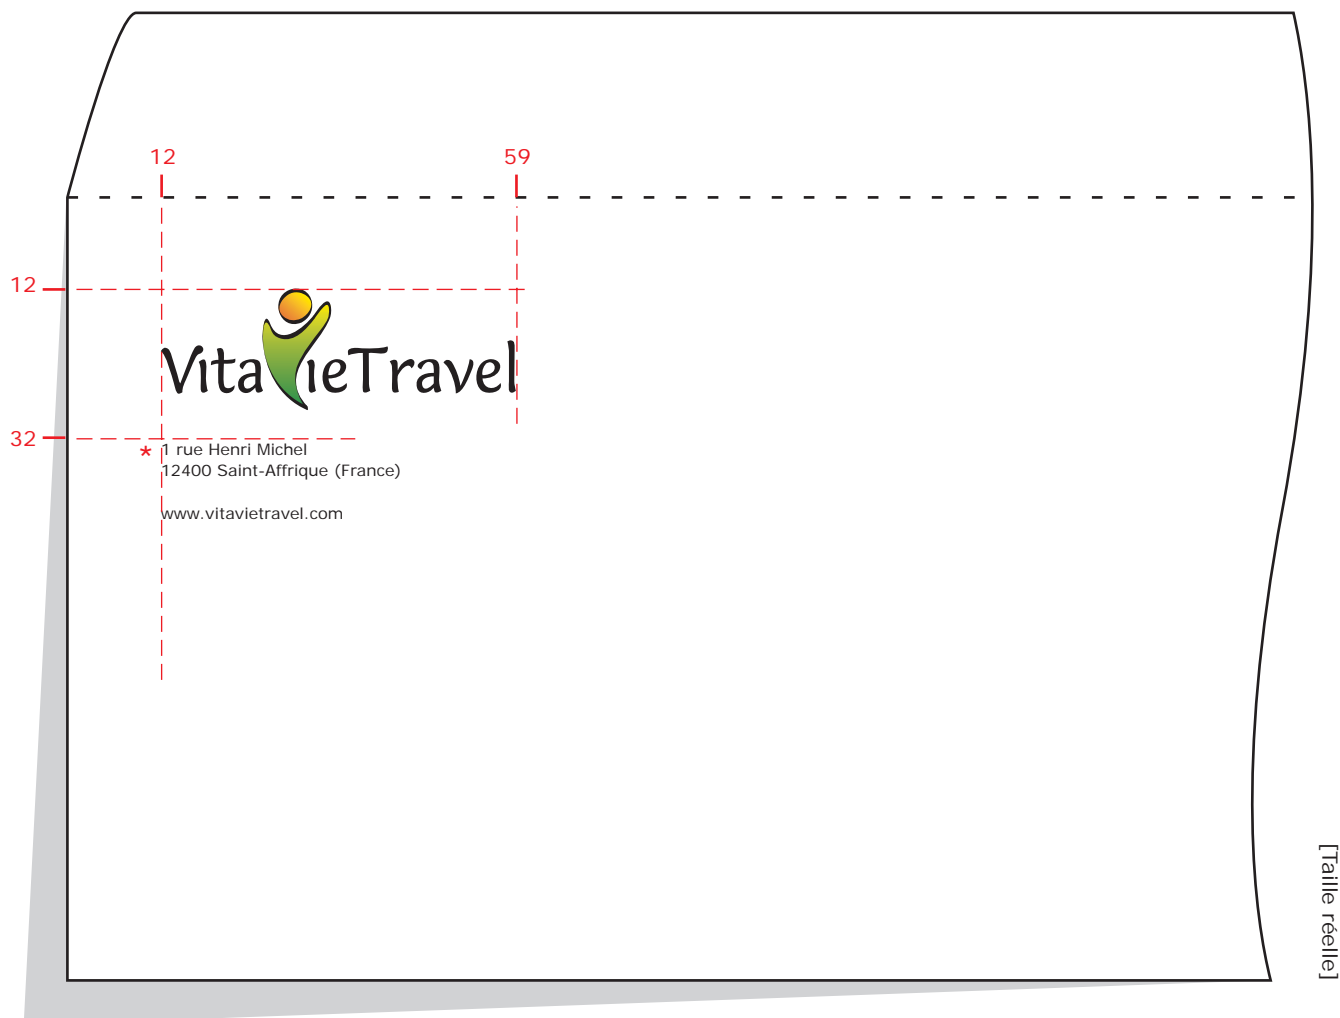 12 59
12
VitaVieTravel
32
* 1 rue Henri Michel
12400 Saint-Affrique (France)
www.vitavietravel.com
[Taille réelle]